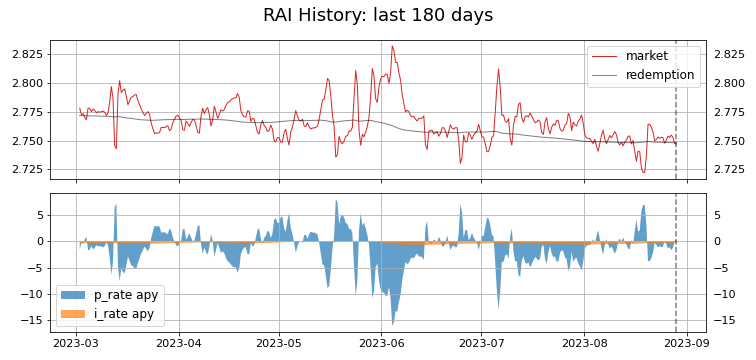 RAI History: last 180 days
2.825 2.825
2.800 2.800
2.775 2.775
2.750 2.750
2.725 2.725
market
redemption
5 5
0 0
−5 −5
−10 −10
−15 −15
p_rate apy
i_rate apy
2023-03 2023-04 2023-05 2023-06 2023-07 2023-08 2023-09